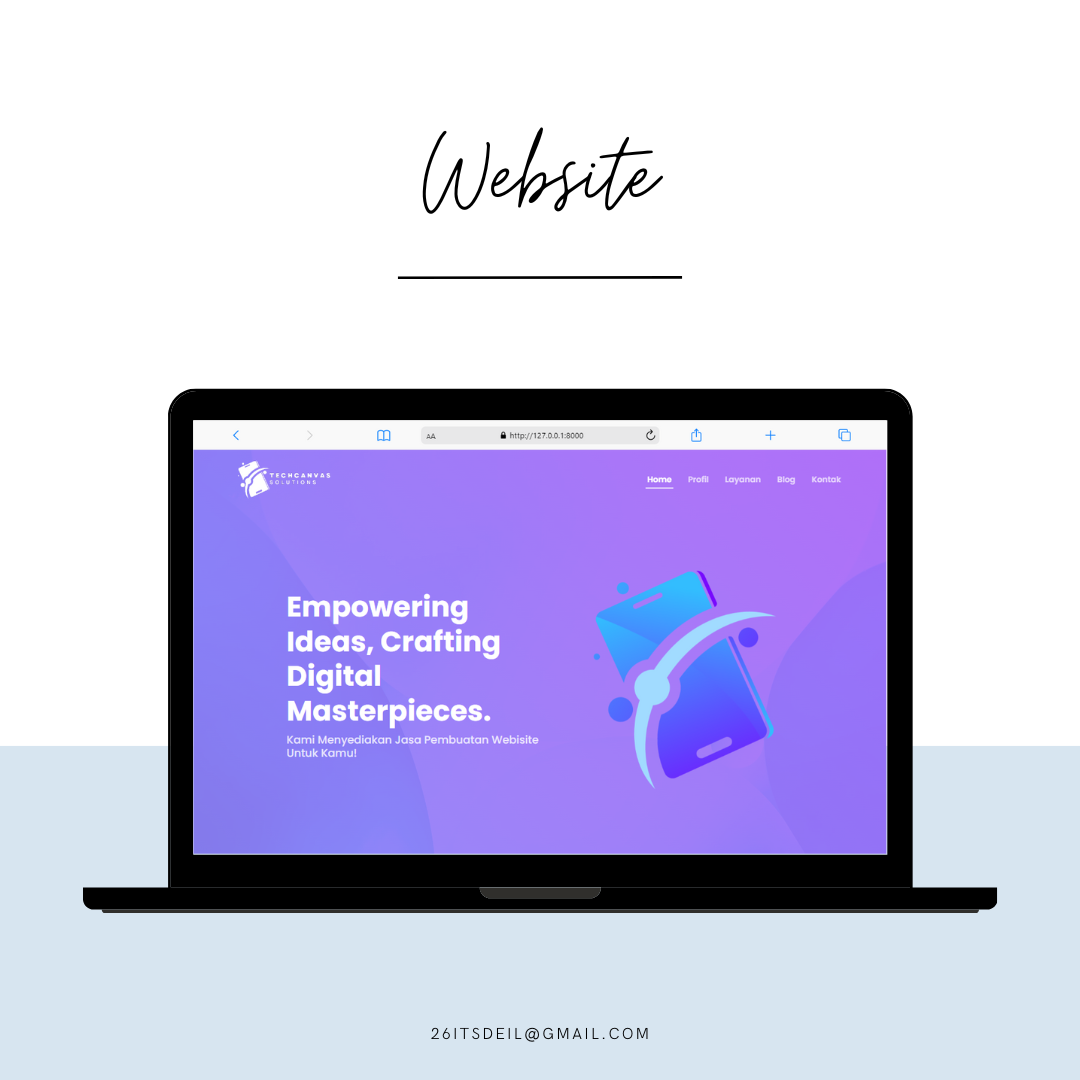 Website
AA http://127.0.0.1:8000
TECHCANVAS
SOLUTIONS
Home Profil Layanan Blog Kontak
Empowering
Ideas, Crafting
Digital
Masterpieces.
Kami Menyediakan Jasa Pembuatan Webisite
Untuk Kamu!
26ITSDEIL@GMAIL.COM